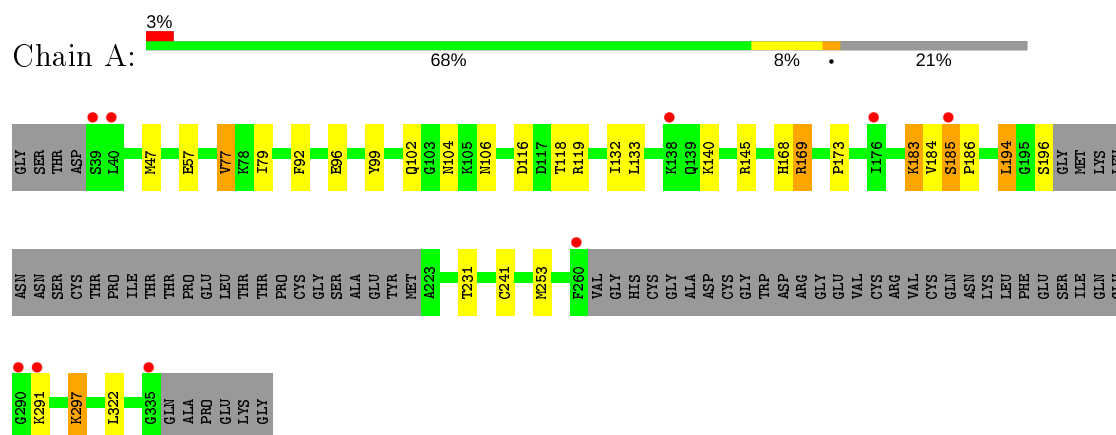 3%
Chain A:
68% 8% • 21%
GLY SER THR ASP S39 L40 M47 E57 V77 K78 I79 F92 E96 Y99 Q102 G103 N104 K105 N106 D116 D117 T118 R119 I132 L133 K138 Q139 K140 R145 H168 R169 P173 I176 K183 V184 S185 P186 L194 G195 S196 GLY MET LYS
ASN ASN SER CYS THR PRO ILE THR THR PRO GLU LEU THR THR PRO CYS GLY SER ALA GLU TYR MET A223 T231 C241 M253 F260 VAL GLY HIS CYS GLY ALA ASP CYS GLY TRP ASP ARG GLY GLU VAL CYS ARG VAL CYS GLN ASN LYS LEU PHE GLU SER ILE GLN
G290 K291 K297 L322 G335 GLN ALA PRO GLU LYS GLY